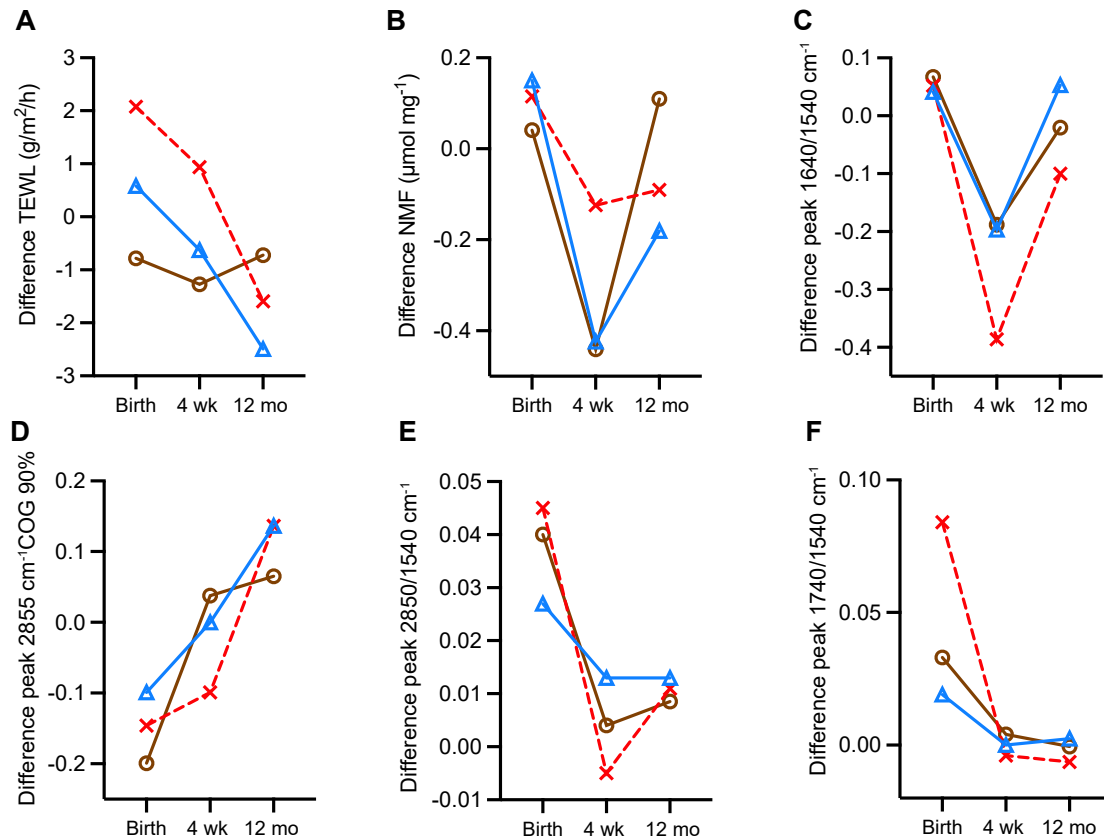 A
Difference TEWL (g/m²/h)
3
2
1
0
-1
-2
-3
Birth 4 wk 12 mo
B
Difference NMF (µmol mg⁻¹)
0.2
0.0
-0.2
-0.4
Birth 4 wk 12 mo
C
Difference peak 1640/1540 cm⁻¹
0.1
0.0
-0.1
-0.2
-0.3
-0.4
Birth 4 wk 12 mo
D
Difference peak 2855 cm⁻¹COG 90%
0.2
0.1
0.0
-0.1
-0.2
Birth 4 wk 12 mo
E
Difference peak 2850/1540 cm⁻¹
0.05
0.04
0.03
0.02
0.01
0.00
-0.01
Birth 4 wk 12 mo
F
Difference peak 1740/1540 cm⁻¹
0.10
0.05
0.00
Birth 4 wk 12 mo